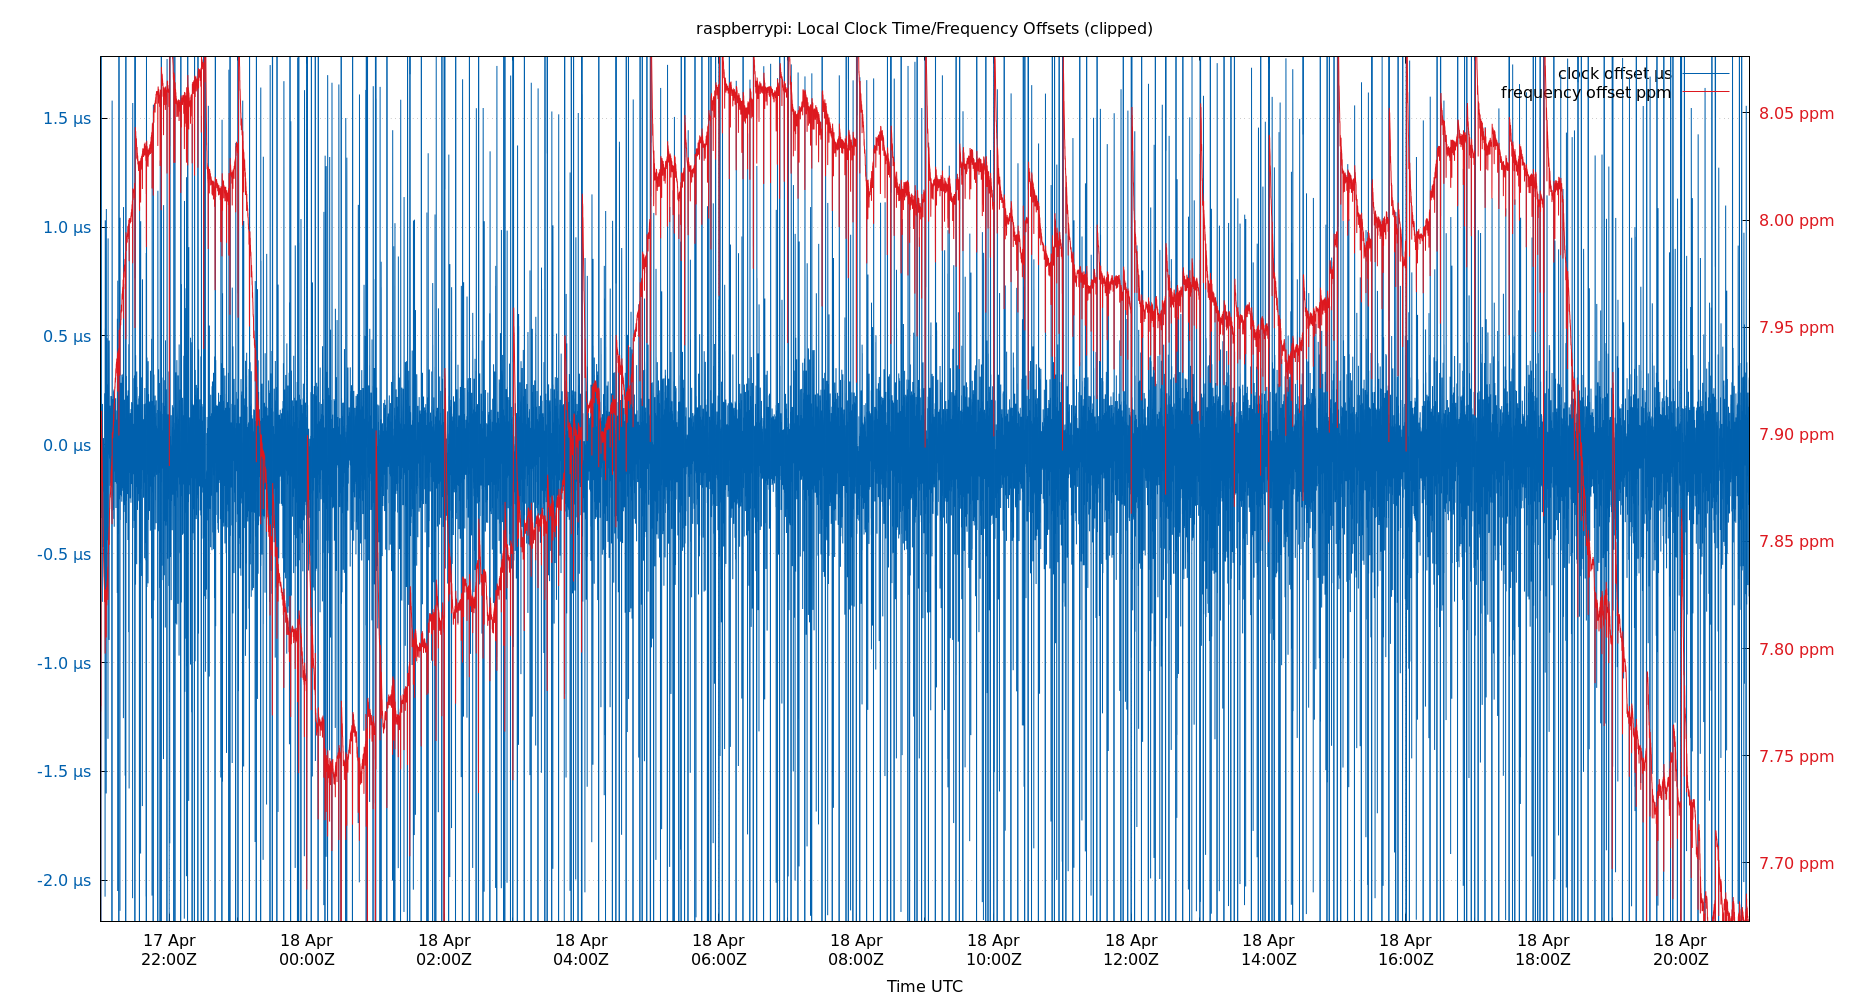 raspberrypi: Local Clock Time/Frequency Offsets (clipped)
clock offset µs
frequency offset ppm
1.5 µs
1.0 µs
0.5 µs
0.0 µs
-0.5 µs
-1.0 µs
-1.5 µs
-2.0 µs
8.05 ppm
8.00 ppm
7.95 ppm
7.90 ppm
7.85 ppm
7.80 ppm
7.75 ppm
7.70 ppm
17 Apr 18 Apr 18 Apr 18 Apr 18 Apr 18 Apr 18 Apr 18 Apr 18 Apr 18 Apr 18 Apr 18 Apr
22:00Z 00:00Z 02:00Z 04:00Z 06:00Z 08:00Z 10:00Z 12:00Z 14:00Z 16:00Z 18:00Z 20:00Z
Time UTC